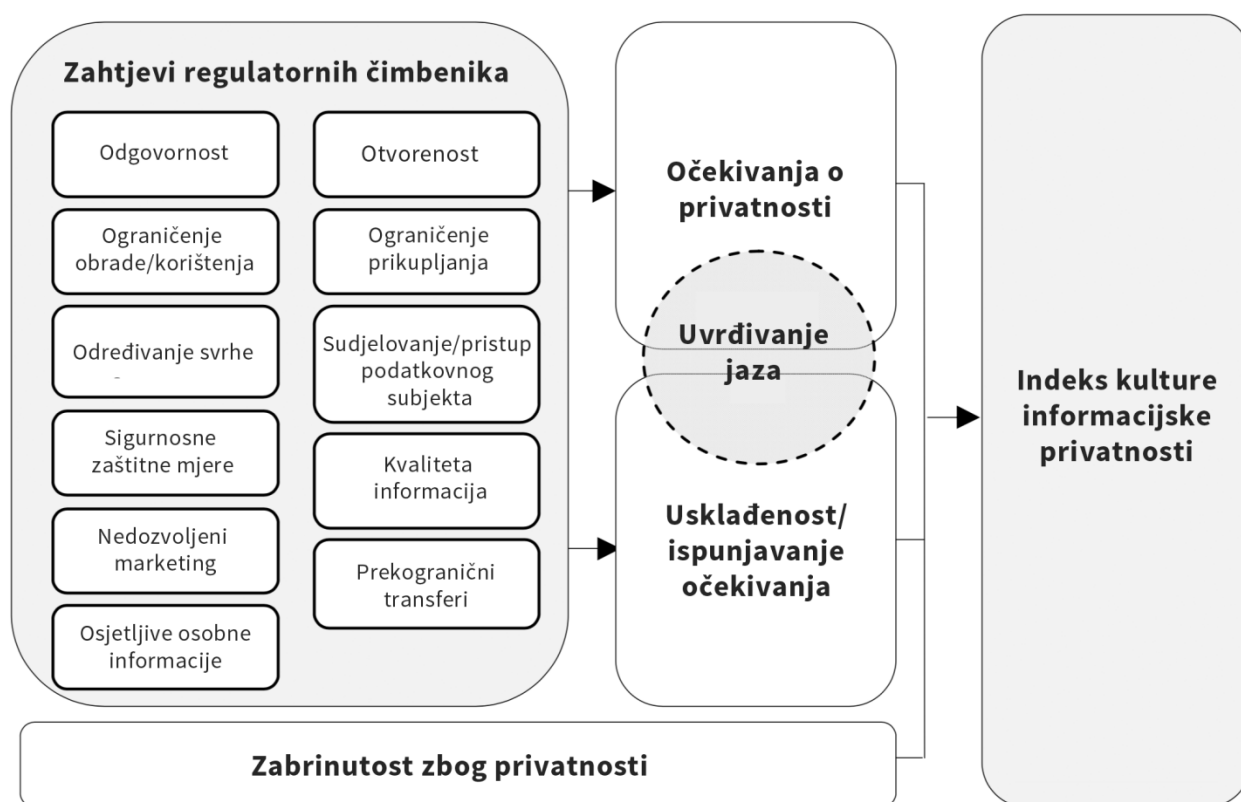 Zahtjevi regulatornih čimbenika
Odgovornost
Ograničenje
obrade/korištenja
Određivanje svrhe
Sigurnosne
zaštitne mjere
Nedozvoljeni
marketing
Osjetljive osobne
informacije
Otvorenost
Ograničenje
prikupljanja
Sudjelovanje/pristup
podatkovnog
subjekta
Kvaliteta
informacija
Prekogranični
transferi
Očekivanja o
privatnosti
Uvrđivanje
jaza
Usklađenost/
ispunjavanje
očekivanja
Indeks kulture
informacijske
privatnosti
Zabrinutost zbog privatnosti